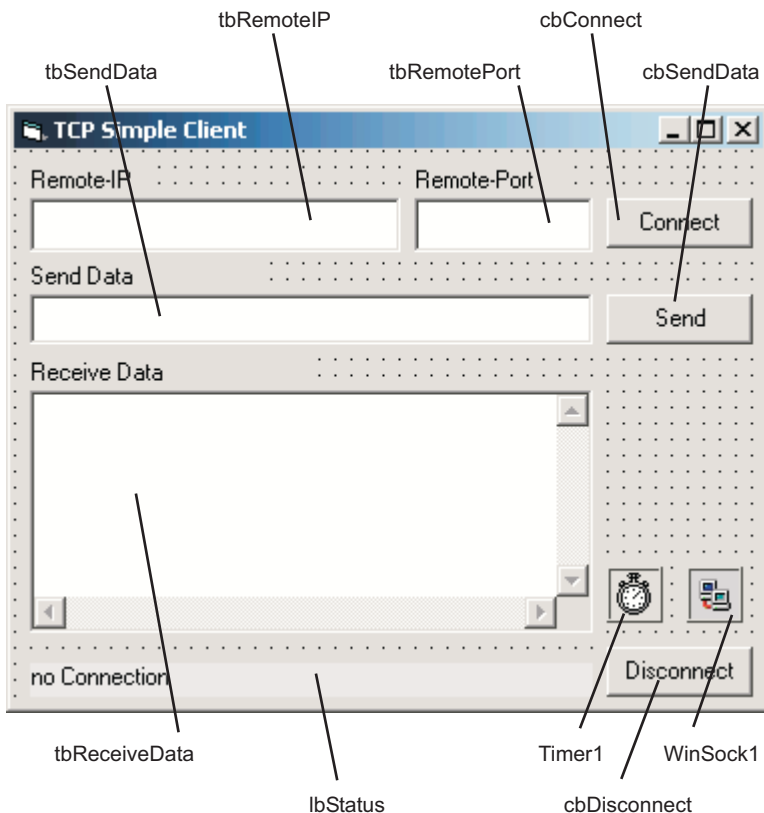 tbRemoteIP cbConnect
tbSendData tbRemotePort cbSendData
TCP Simple Client
Remote-IP Remote-Port
Connect
Send Data
Send
Receive Data
no Connection Disconnect
tbReceiveData Timer1 WinSock1
lbStatus cbDisconnect